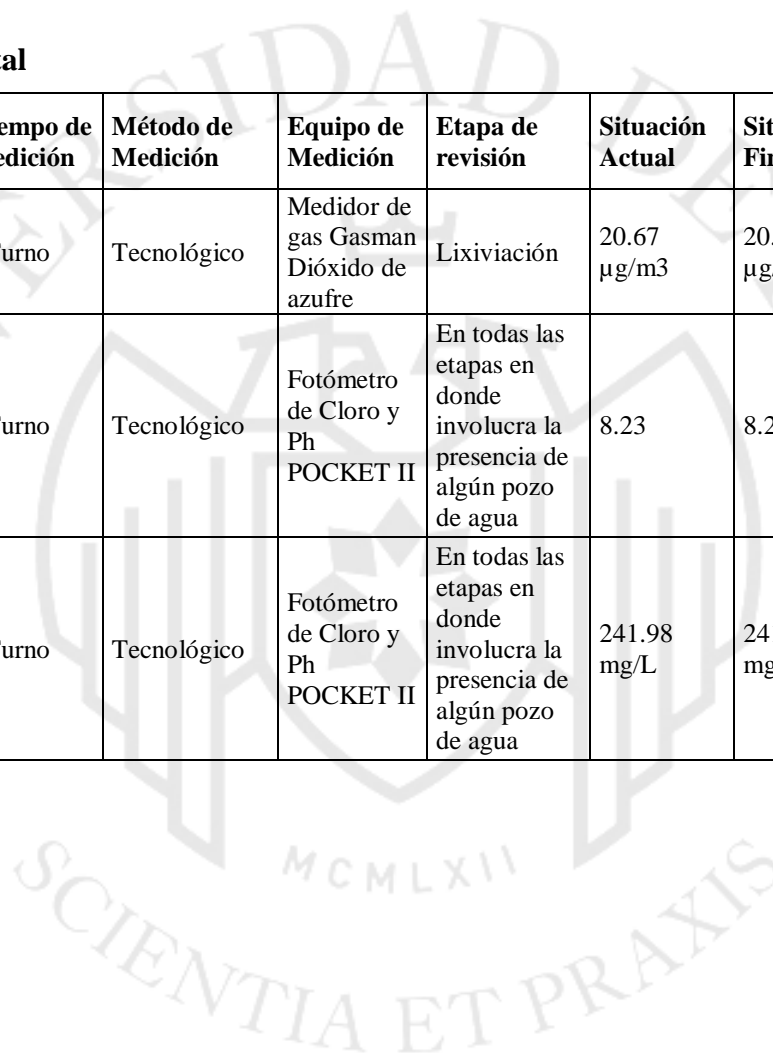 tal
empo de
edición
Método de
Medición
Equipo de
Medición
Etapa de
revisión
Situación
Actual
Sit
Fin
urno
Tecnológico
Medidor de
gas Gasman
Dióxido de
azufre
Lixiviación
20.67
µg/m3
20.
µg/
urno
Tecnológico
Fotómetro
de Cloro y
Ph
POCKET II
En todas las
etapas en
donde
involucra la
presencia de
algún pozo
de agua
8.23
8.2
urno
Tecnológico
Fotómetro
de Cloro y
Ph
POCKET II
En todas las
etapas en
donde
involucra la
presencia de
algún pozo
de agua
241.98
mg/L
24
mg
ERSIDAD DE
MCMLXII
SCIENTIA ET PRAXIS